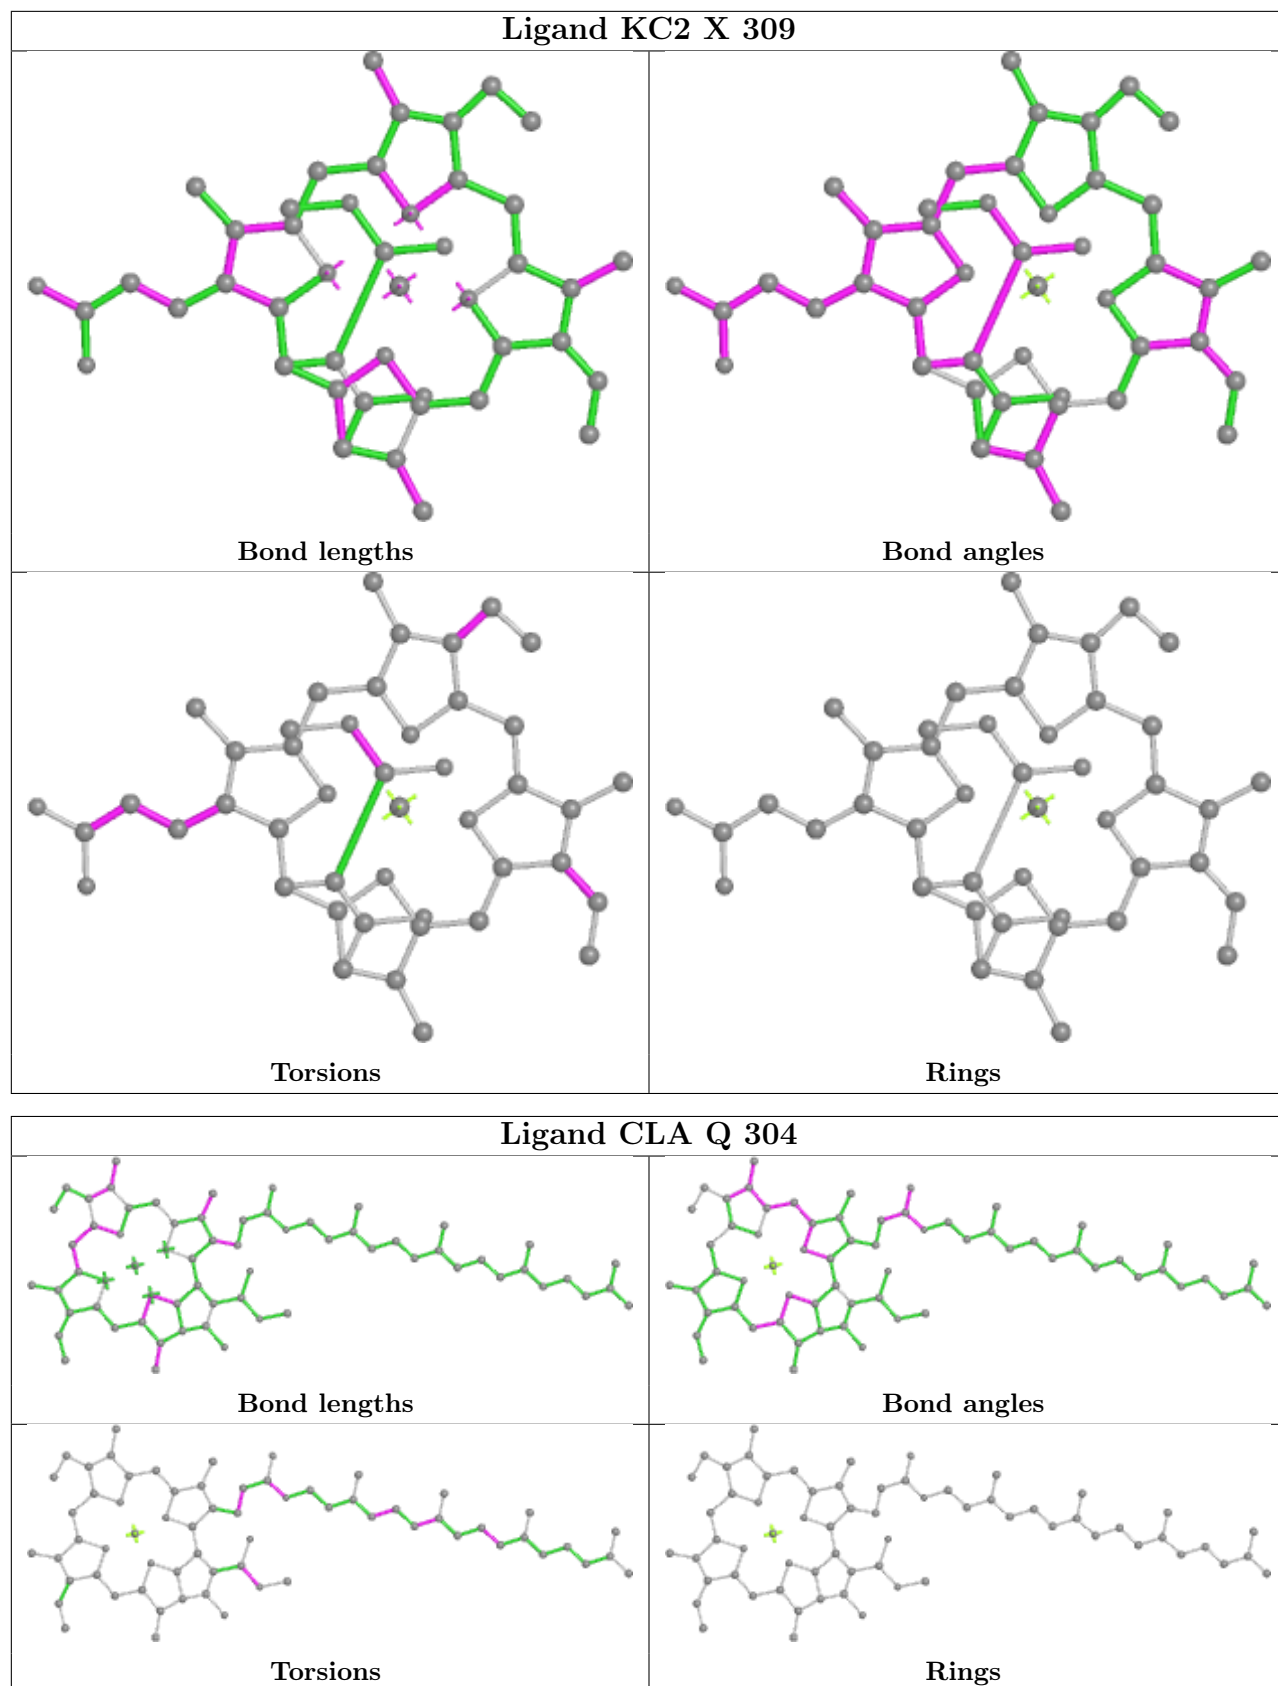 Ligand KC2 X 309
Bond lengths
Bond angles
Torsions
Rings
Ligand CLA Q 304
Bond lengths
Bond angles
Torsions
Rings